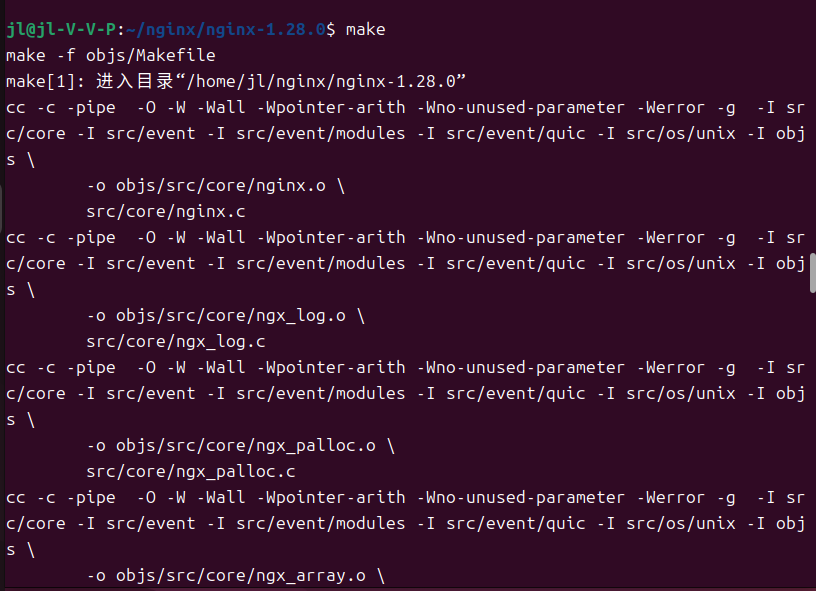 jl@jl-V-V-P:~/nginx/nginx-1.28.0$ make
make -f objs/Makefile
make[1]: 进入目录“/home/jl/nginx/nginx-1.28.0”
cc -c -pipe  -O -W -Wall -Wpointer-arith -Wno-unused-parameter -Werror -g  -I sr
c/core -I src/event -I src/event/modules -I src/event/quic -I src/os/unix -I obj
s \
        -o objs/src/core/nginx.o \
        src/core/nginx.c
cc -c -pipe  -O -W -Wall -Wpointer-arith -Wno-unused-parameter -Werror -g  -I sr
c/core -I src/event -I src/event/modules -I src/event/quic -I src/os/unix -I obj
s \
        -o objs/src/core/ngx_log.o \
        src/core/ngx_log.c
cc -c -pipe  -O -W -Wall -Wpointer-arith -Wno-unused-parameter -Werror -g  -I sr
c/core -I src/event -I src/event/modules -I src/event/quic -I src/os/unix -I obj
s \
        -o objs/src/core/ngx_palloc.o \
        src/core/ngx_palloc.c
cc -c -pipe  -O -W -Wall -Wpointer-arith -Wno-unused-parameter -Werror -g  -I sr
c/core -I src/event -I src/event/modules -I src/event/quic -I src/os/unix -I obj
s \
        -o objs/src/core/ngx_array.o \